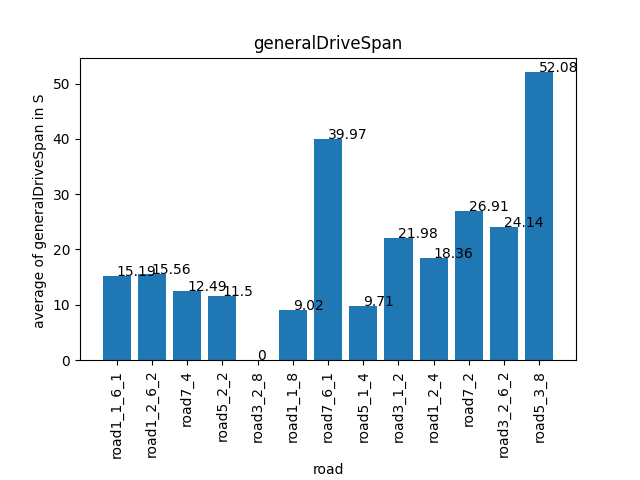 generalDriveSpan
average of generalDriveSpan in S
50
40
30
20
10
0
15.19
15.56
12.49
11.5
0
9.02
39.97
9.71
21.98
18.36
26.91
24.14
52.08
road1_1_6_1
road1_2_6_2
road7_4
road5_2_2
road3_2_8
road1_1_8
road7_6_1
road5_1_4
road3_1_2
road1_2_4
road7_2
road3_2_6_2
road5_3_8
road